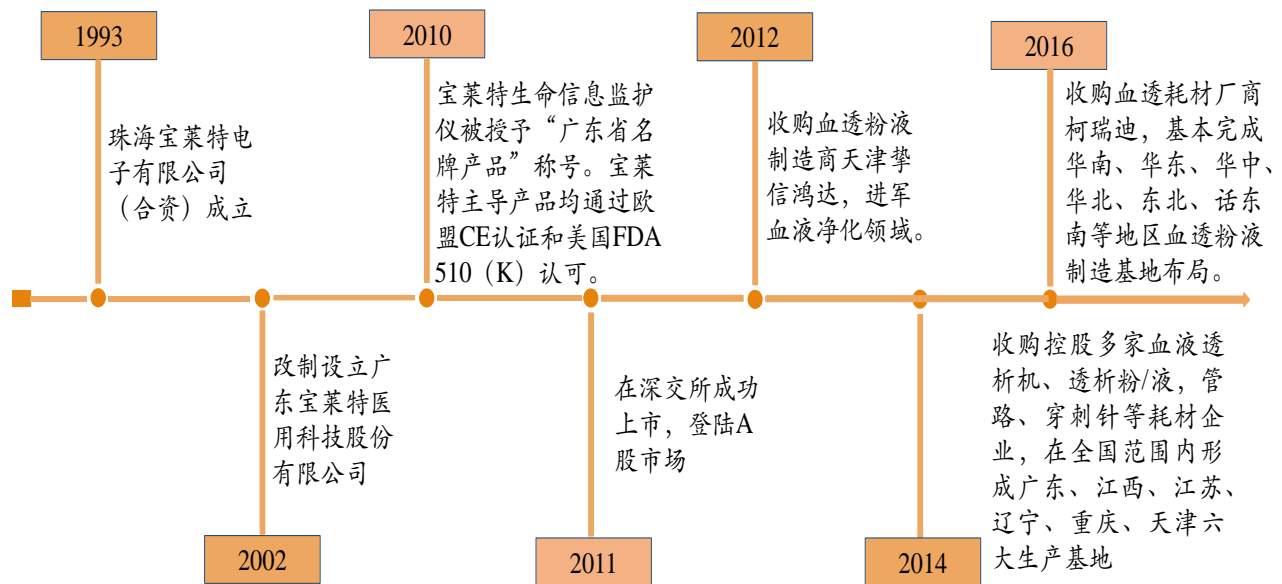 1993
珠海宝莱特电
子有限公司
（合资）成立
2002
改制设立广
东宝莱特医
用科技股份
有限公司
2010
宝莱特生命信息监护
仪被授予“广东省名
牌产品”称号。宝莱
特主导产品均通过欧
盟CE认证和美国FDA
510（K）认可。
2011
在深交所成功
上市，登陆A
股市场
2012
收购血透粉液
制造商天津挚
信鸿达，进军
血液净化领域。
2014
收购控股多家血液透
析机、透析粉/液，管
路、穿刺针等耗材企
业，在全国范围内形
成广东、江西、江苏、
辽宁、重庆、天津六
大生产基地
2016
收购血透耗材厂商
柯瑞迪，基本完成
华南、华东、华中、
华北、东北、话东
南等地区血透粉液
制造基地布局。